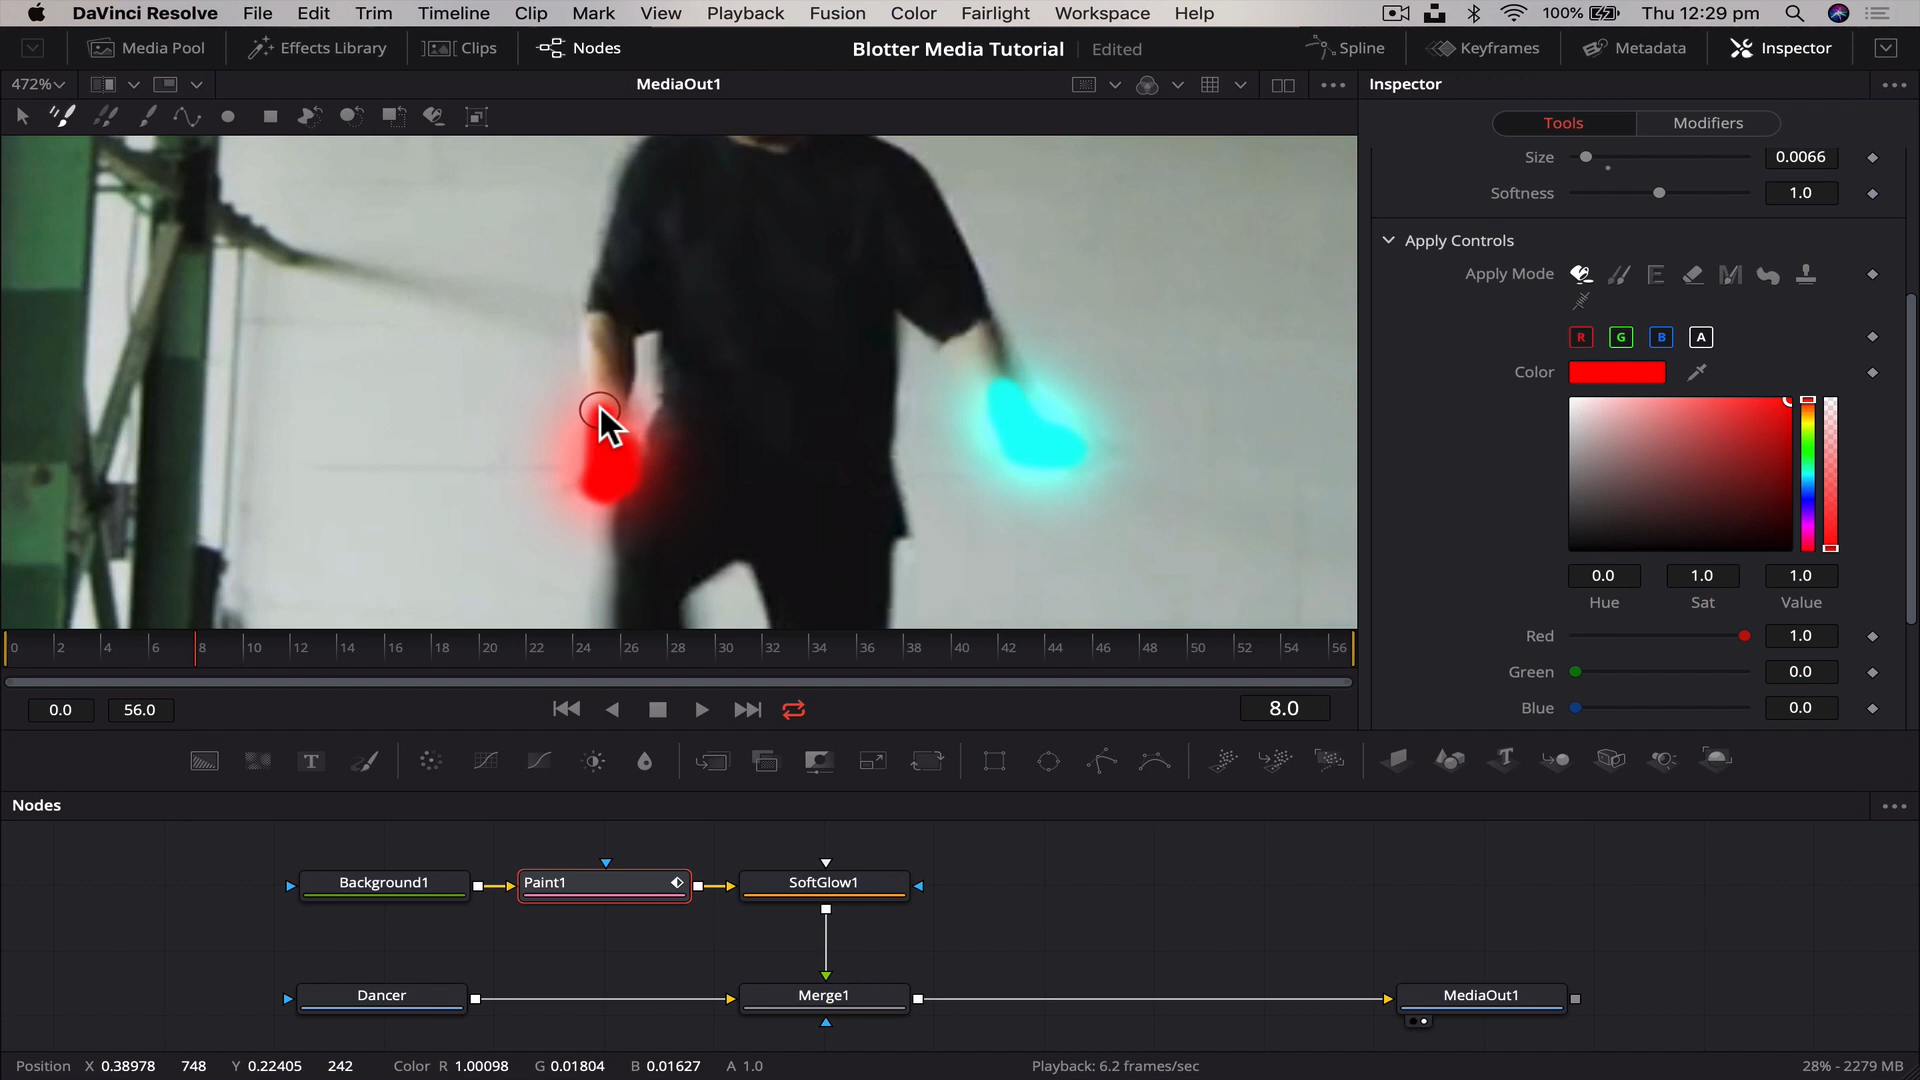 DaVinci Resolve File Edit Trim Timeline Clip Mark View Playback Fusion Color Fairlight Workspace Help 100% Thu 12:29 pm
Media Pool Effects Library Clips Nodes Blotter Media Tutorial Edited Spline Keyframes Metadata Inspector
472% MediaOut1 Inspector
Tools Modifiers
Size 0.0066
Softness 1.0
Apply Controls
Apply Mode
R G B A
Color
0.0 1.0 1.0
Hue Sat Value
Red 1.0
Green 0.0
Blue 0.0
0 2 4 6 8 10 12 14 16 18 20 22 24 26 28 30 32 34 36 38 40 42 44 46 48 50 52 54 56
0.0 56.0 8.0
Nodes
Background1 Paint1 SoftGlow1
Dancer Merge1 MediaOut1
Position X 0.38978 748 Y 0.22405 242 Color R 1.00098 G 0.01804 B 0.01627 A 1.0 Playback: 6.2 frames/sec 28% - 2279 MB